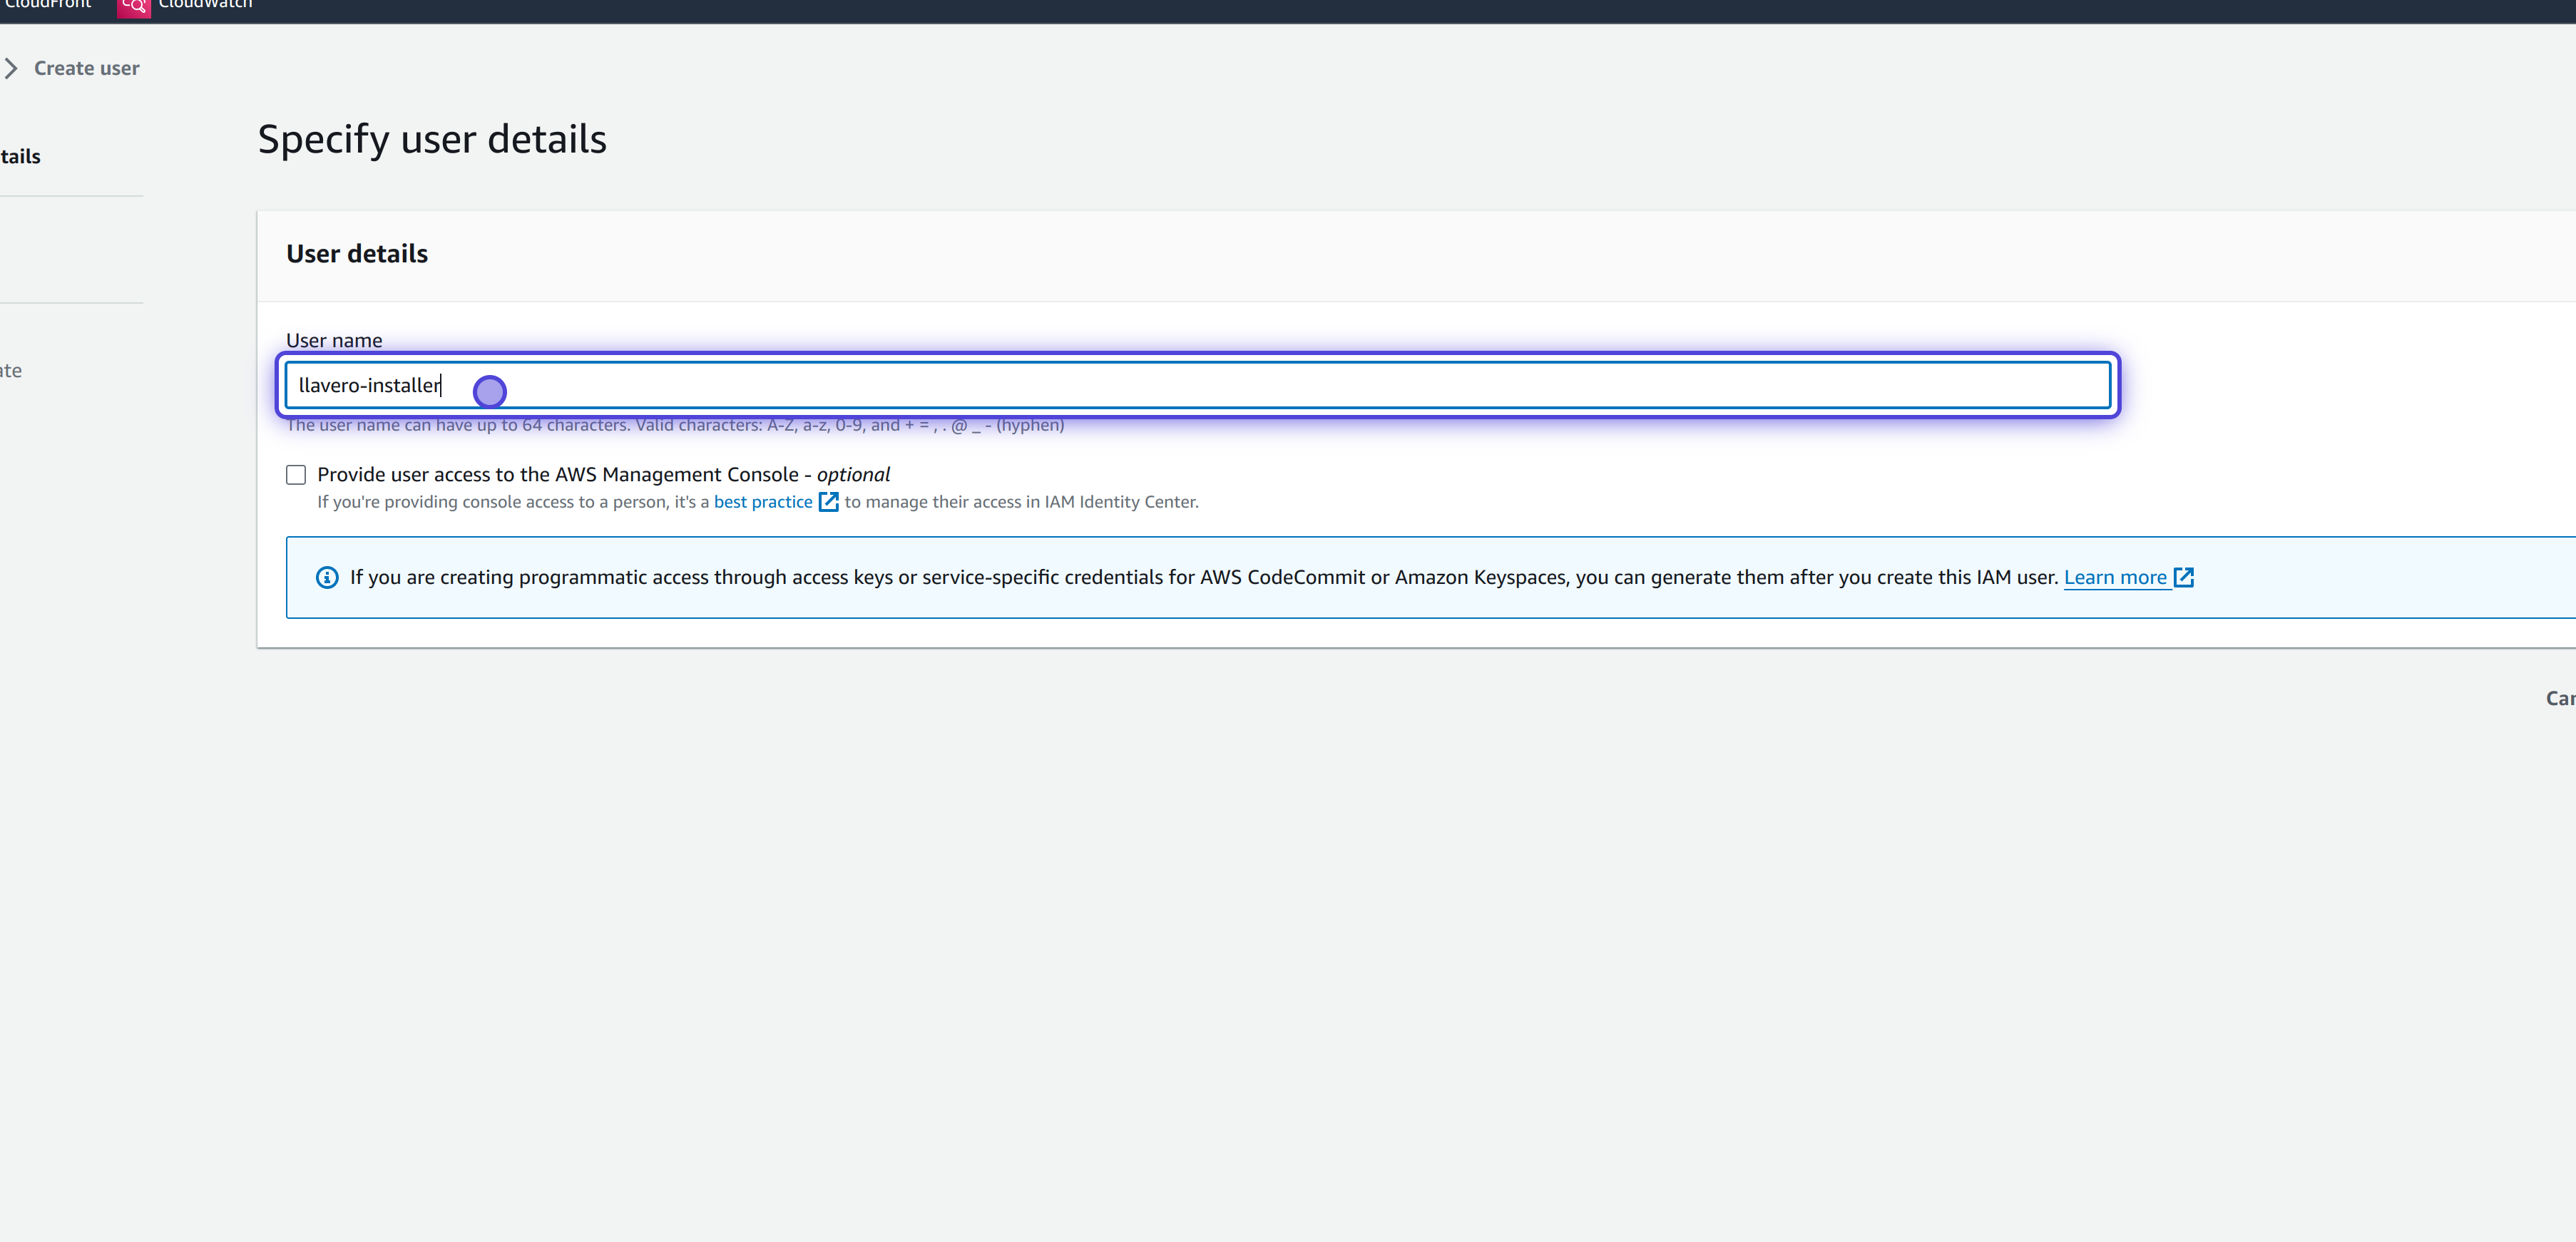 CloudFront CloudWatch
Create user
Specify user details
tails
User details
User name
ate
llavero-installer
The user name can have up to 64 characters. Valid characters: A-Z, a-z, 0-9, and + = , . @ _ - (hyphen)
Provide user access to the AWS Management Console - optional
If you're providing console access to a person, it's a best practice to manage their access in IAM Identity Center.
If you are creating programmatic access through access keys or service-specific credentials for AWS CodeCommit or Amazon Keyspaces, you can generate them after you create this IAM user. Learn more
Can